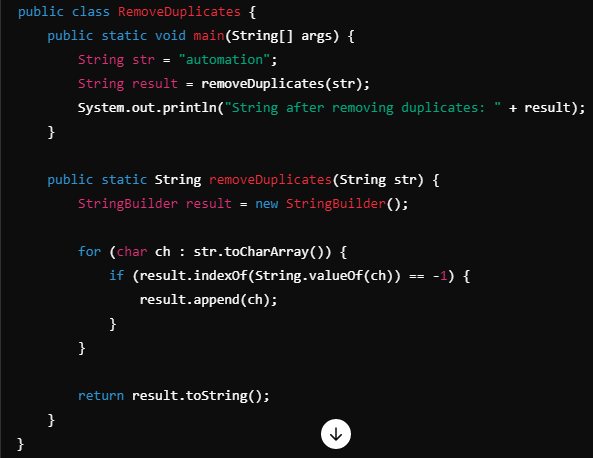 public class RemoveDuplicates {
    public static void main(String[] args) {
        String str = "automation";
        String result = removeDuplicates(str);
        System.out.println("String after removing duplicates: " + result);
    }

    public static String removeDuplicates(String str) {
        StringBuilder result = new StringBuilder();

        for (char ch : str.toCharArray()) {
            if (result.indexOf(String.valueOf(ch)) == -1) {
                result.append(ch);
            }
        }

        return result.toString();
    }
}